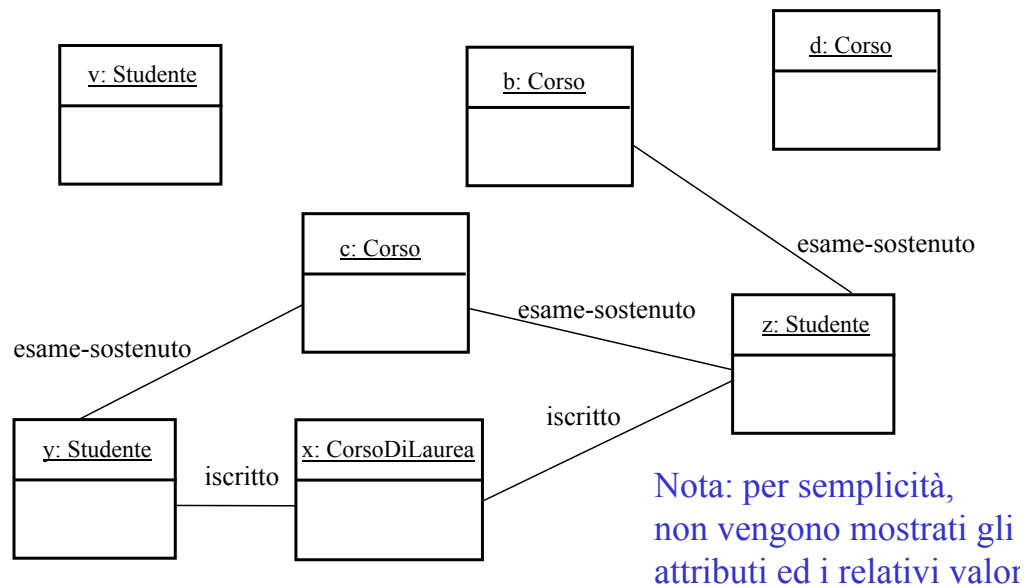 v: Studente
b: Corso
d: Corso
c: Corso
esame-sostenuto
esame-sostenuto
z: Studente
esame-sostenuto
iscritto
y: Studente
x: CorsoDiLaurea
iscritto
Nota: per semplicità,
non vengono mostrati gli
attributi ed i relativi valor